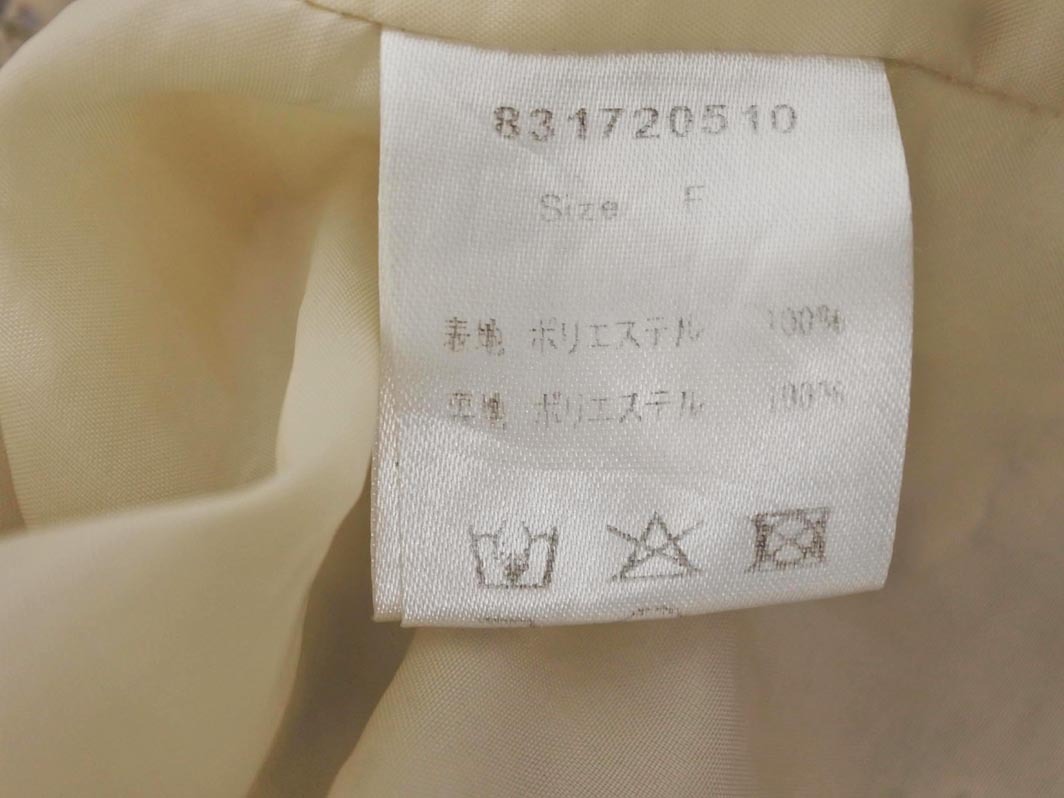 831720510
Size F
表地 ポリエステル 100%
裏地 ポリエステル 100%